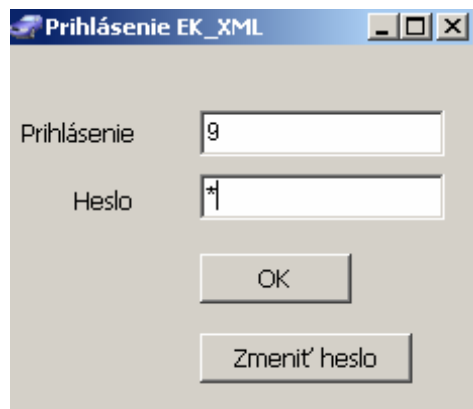 Prihlásenie EK_XML
Prihlásenie 9
Heslo *
OK
Zmeniť heslo